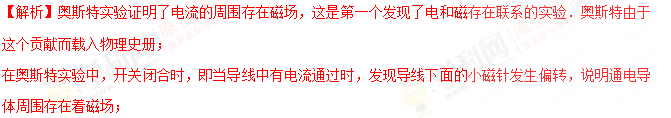 【解析】奥斯特实验证明了电流的周围存在磁场，这是第一个发现了电和磁存在联系的实验．奥斯特由于
这个贡献而载入物理史册；
在奥斯特实验中，开关闭合时，即当导线中有电流通过时，发现导线下面的小磁针发生偏转，说明通电导
体周围存在着磁场；